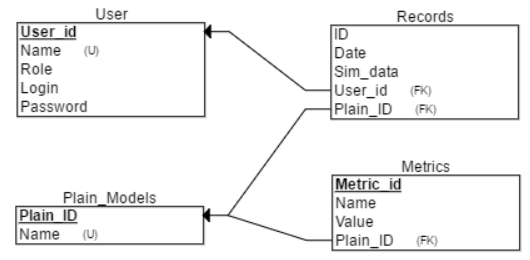 User
User_id
Name (U)
Role
Login
Password
Records
ID
Date
Sim_data
User_id (FK)
Plain_ID (FK)
Plain_Models
Plain_ID
Name (U)
Metrics
Metric_id
Name
Value
Plain_ID (FK)